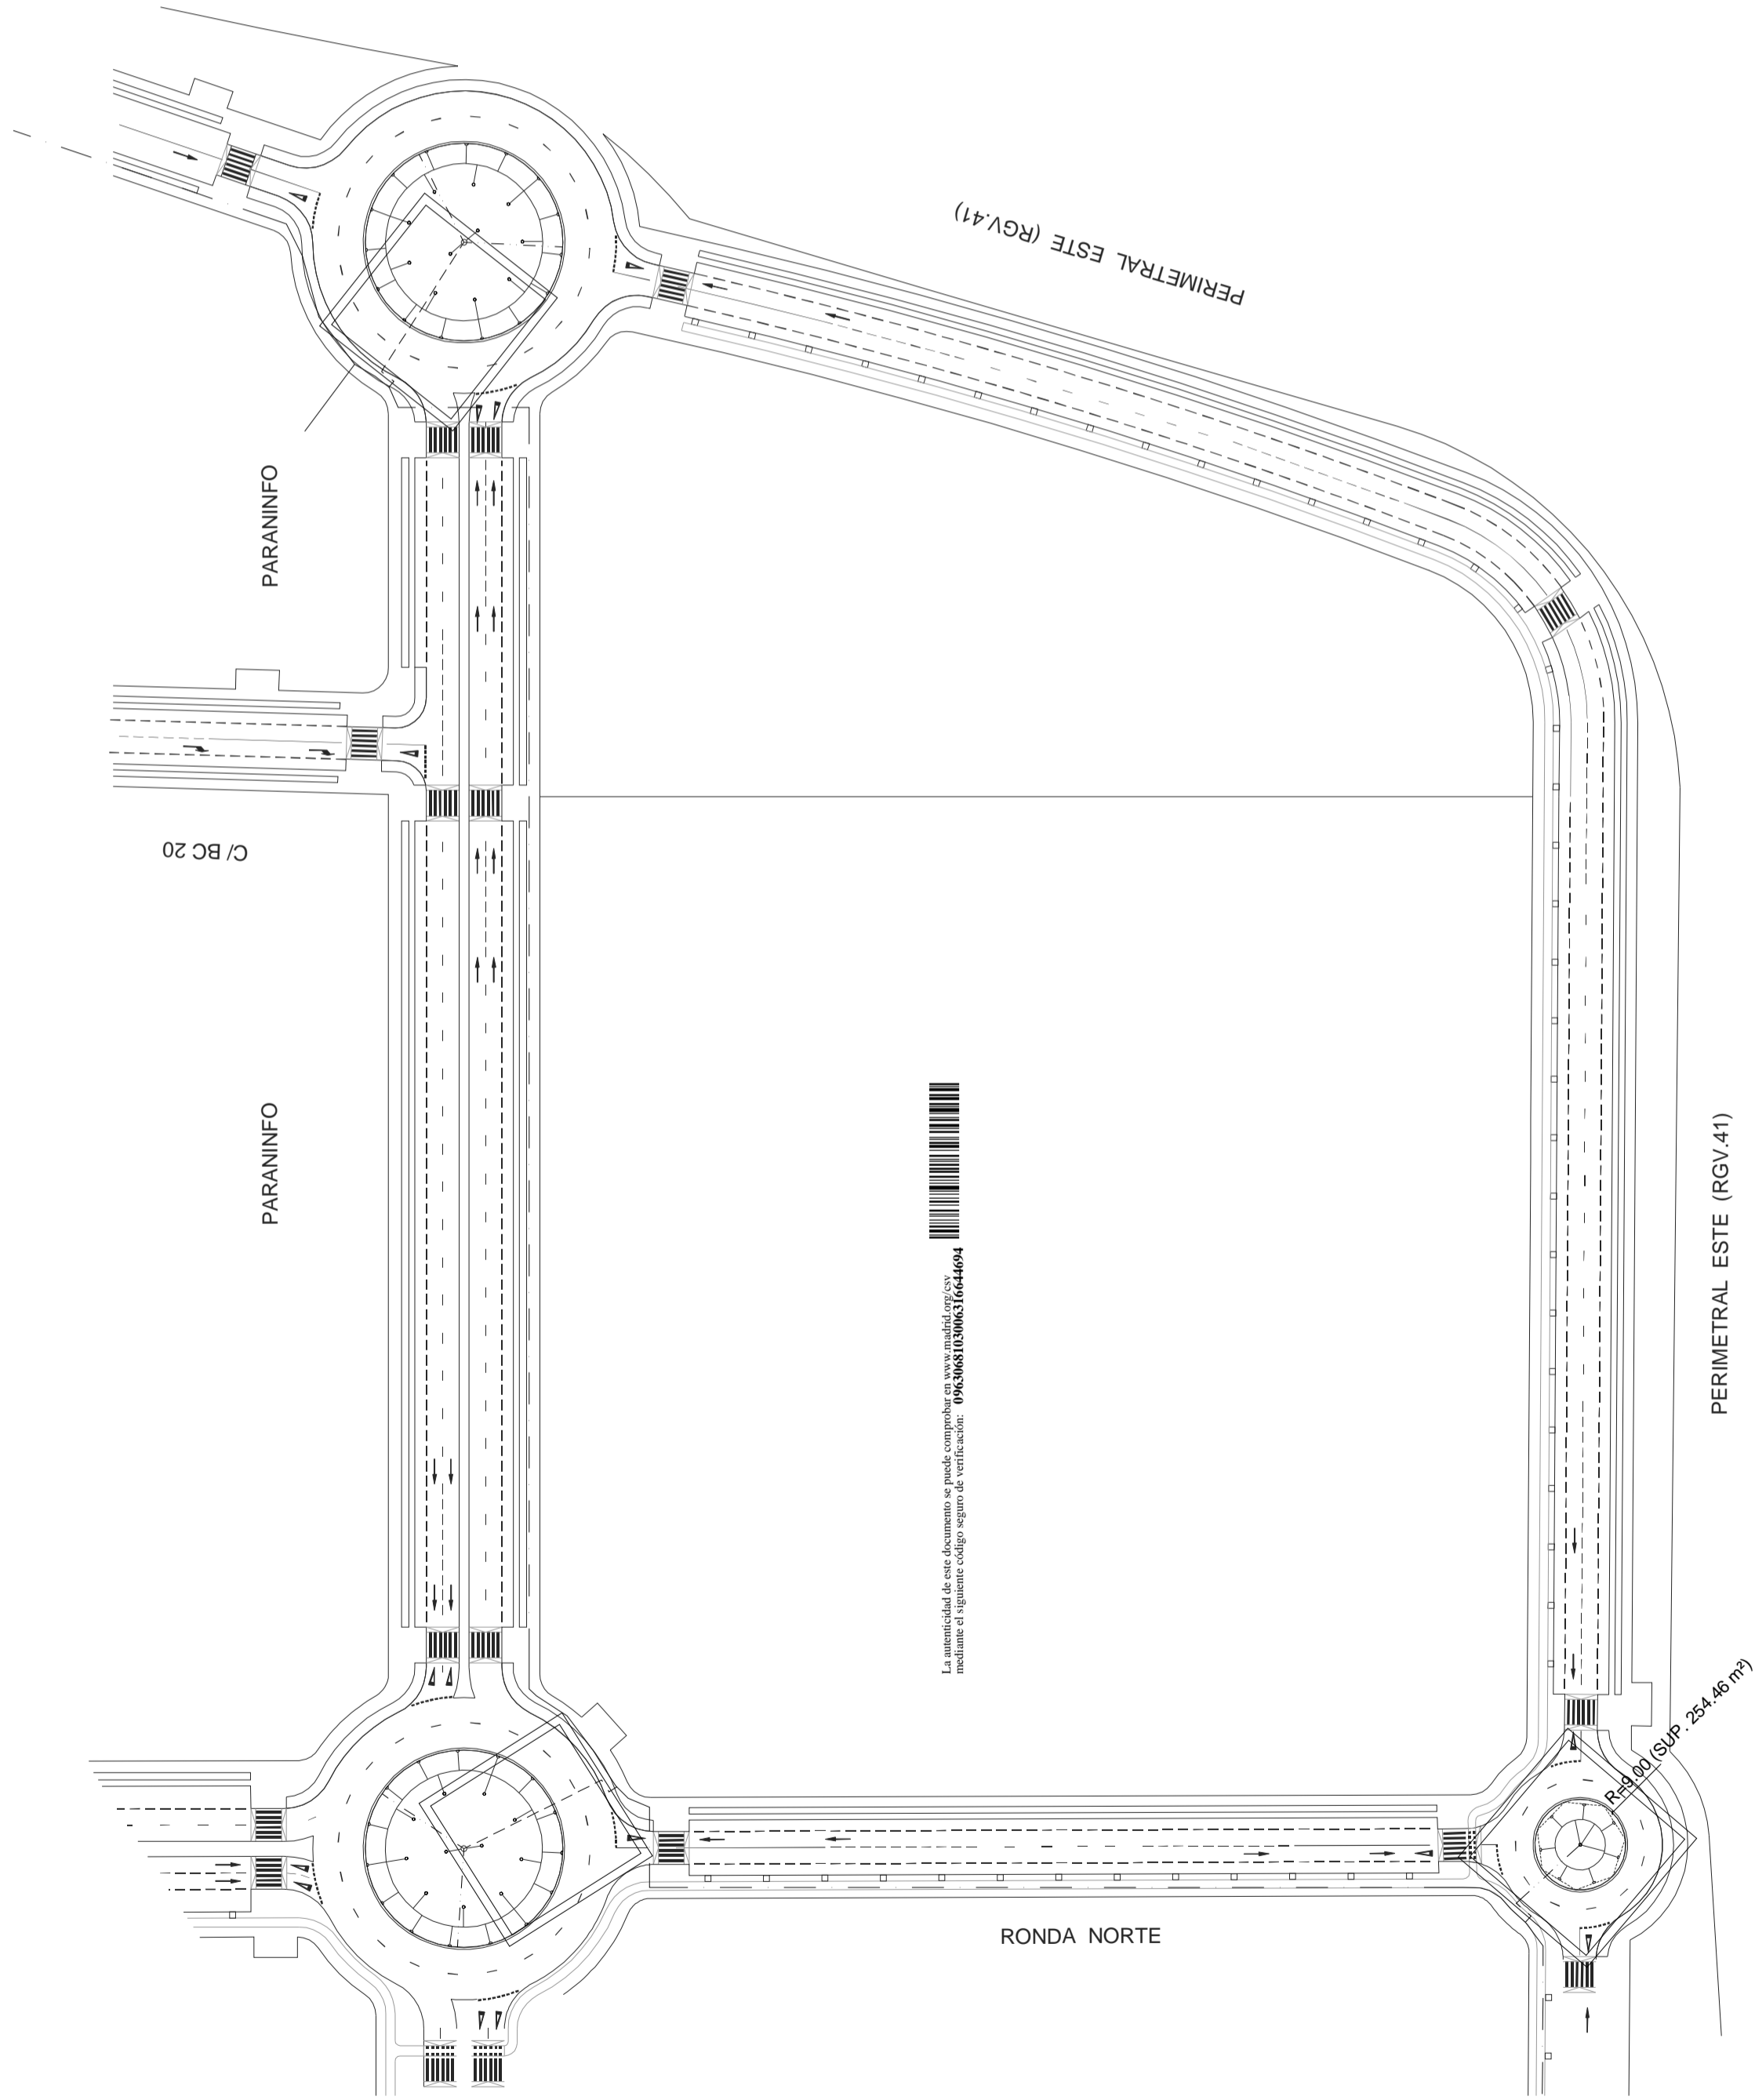 PERIMETRAL ESTE (RGV.41)
PARANINFO
C/ BC 20
PARANINFO
PERIMETRAL ESTE (RGV.41)
La autenticidad de este documento se puede comprobar en www.madrid.org/csv
mediante el siguiente código seguro de verificación: 0963068103006316644694
R=9.00 (SUP. 254.46 m²)
RONDA NORTE